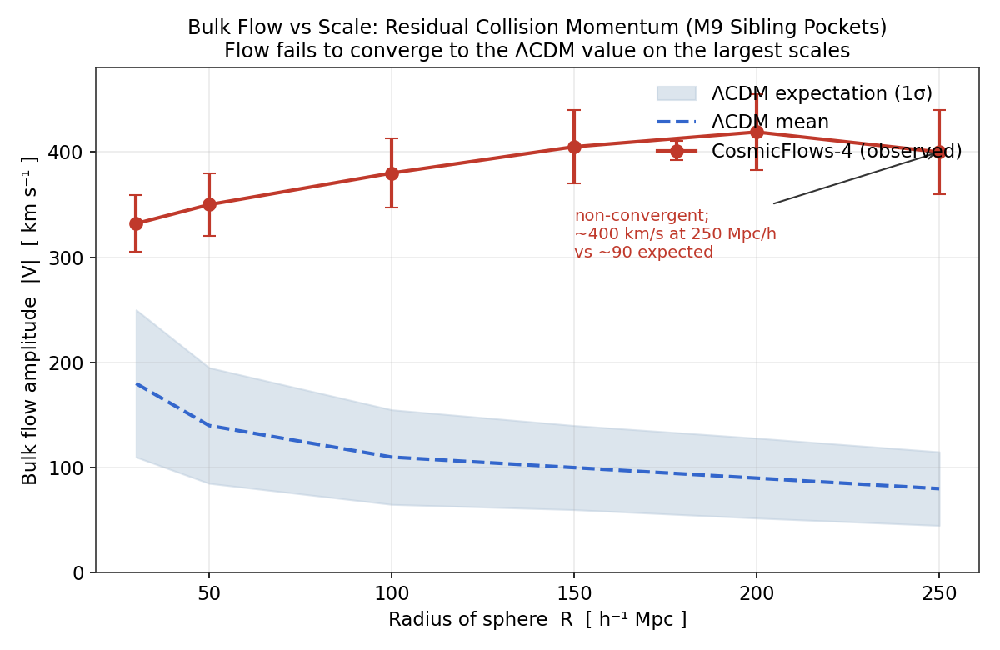 Bulk Flow vs Scale: Residual Collision Momentum (M9 Sibling Pockets)
Flow fails to converge to the ΛCDM value on the largest scales
ΛCDM expectation (1σ)
ΛCDM mean
CosmicFlows-4 (observed)
non-convergent;
~400 km/s at 250 Mpc/h
vs ~90 expected
Bulk flow amplitude |V| [ km s⁻¹ ]
400
300
200
100
0
50 100 150 200 250
Radius of sphere R [ h⁻¹ Mpc ]